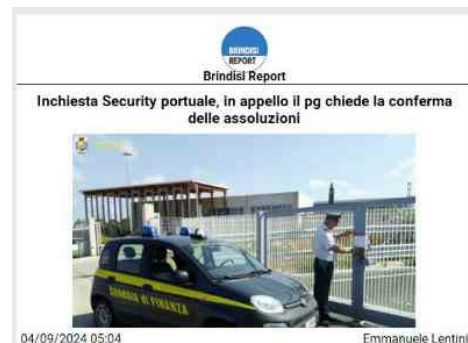 BRINDISI
REPORT
Brindisi Report
Inchiesta Security portuale, in appello il pg chiede la conferma
delle assoluzioni
GUARDIA DI FINANZA
04/09/2024 05:04
Emmanuele Lentini